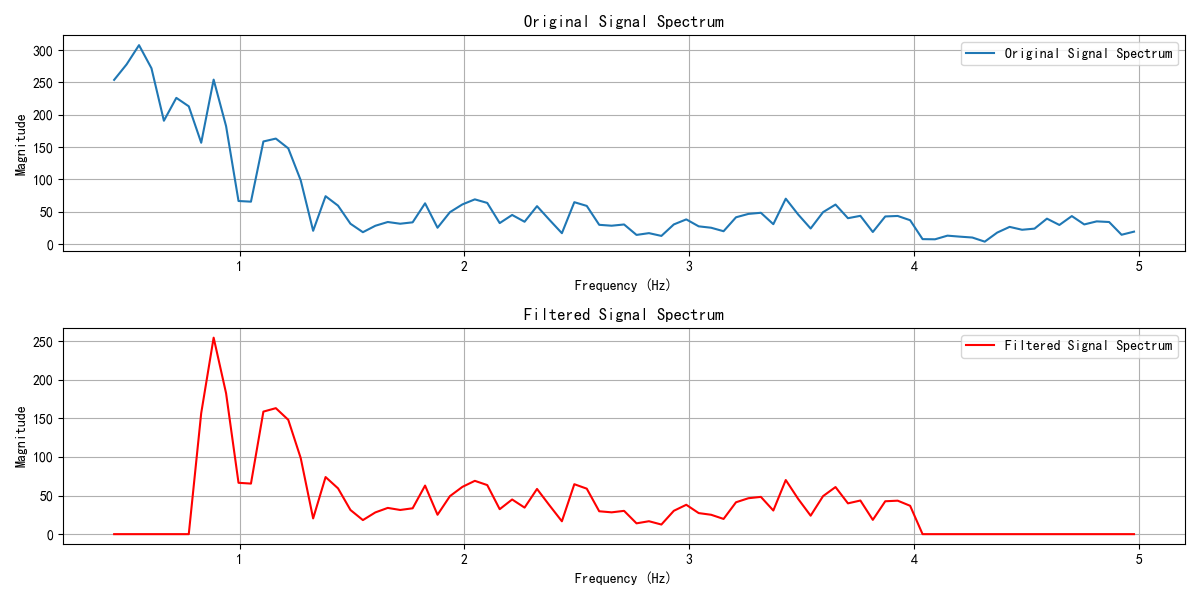 Original Signal Spectrum
Original Signal Spectrum
Magnitude
300
250
200
150
100
50
0
1
2
3
4
5
Frequency (Hz)
Filtered Signal Spectrum
Filtered Signal Spectrum
Magnitude
250
200
150
100
50
0
1
2
3
4
5
Frequency (Hz)